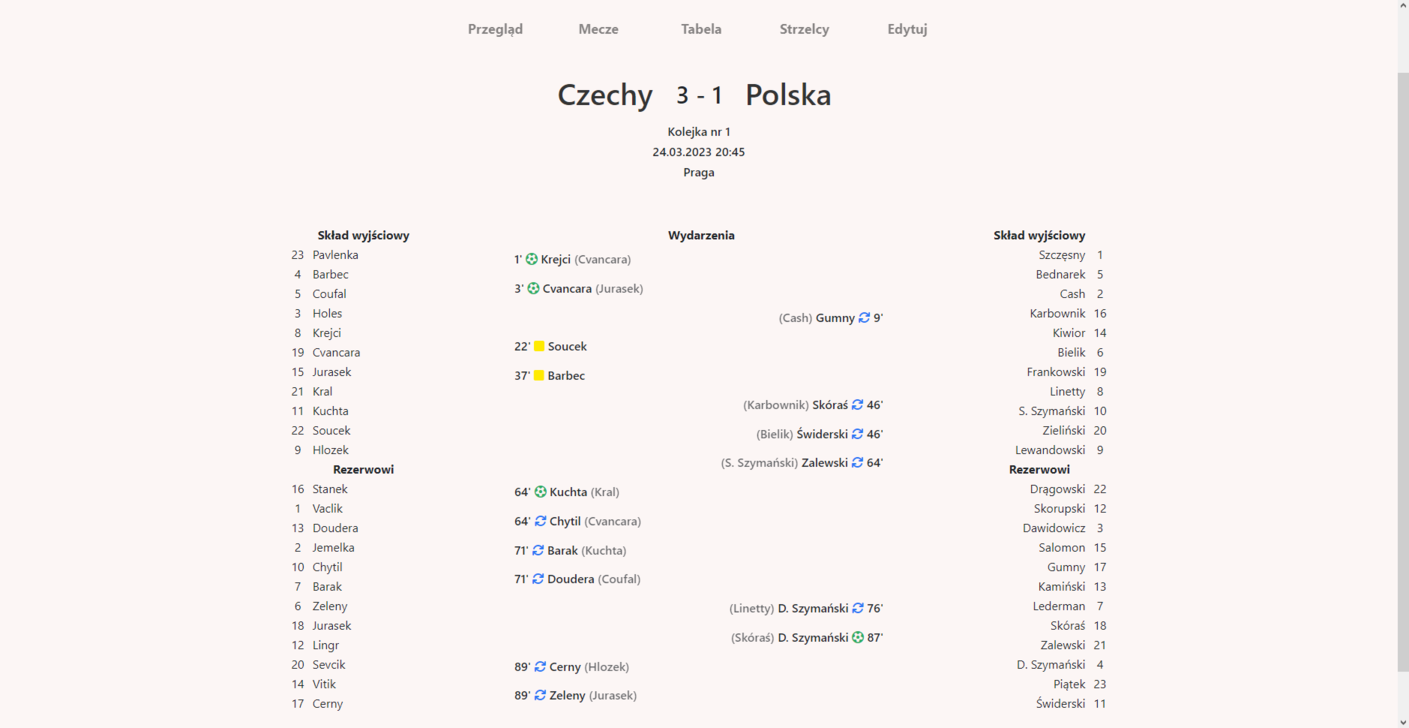 Przegląd Mecze Tabela Strzelcy Edytuj
Czechy 3 - 1 Polska
Kolejka nr 1
24.03.2023 20:45
Praga
Skład wyjściowy
23 Pavlenka
4 Barbec
5 Coufal
3 Holes
8 Krejci
19 Cvancara
15 Jurasek
21 Kral
11 Kuchta
22 Soucek
9 Hlozek
Rezerwowi
16 Stanek
1 Vaclik
13 Doudera
2 Jemelka
10 Chytil
7 Barak
6 Zeleny
18 Jurasek
12 Lingr
20 Sevcik
14 Vitik
17 Cerny
Wydarzenia
1' Krejci (Cvancara)
3' Cvancara (Jurasek)
(Cash) Gumny 9'
22' Soucek
37' Barbec
(Karbownik) Skóraś 46'
(Bielik) Świderski 46'
(S. Szymański) Zalewski 64'
64' Kuchta (Kral)
64' Chytil (Cvancara)
71' Barak (Kuchta)
71' Doudera (Coufal)
(Linetty) D. Szymański 76'
(Skóraś) D. Szymański 87'
89' Cerny (Hlozek)
89' Zeleny (Jurasek)
Skład wyjściowy
Szczęsny 1
Bednarek 5
Cash 2
Karbownik 16
Kiwior 14
Bielik 6
Frankowski 19
Linetty 8
S. Szymański 10
Zieliński 20
Lewandowski 9
Rezerwowi
Drągowski 22
Skorupski 12
Dawidowicz 3
Salomon 15
Gumny 17
Kamiński 13
Lederman 7
Skóraś 18
Zalewski 21
D. Szymański 4
Piątek 23
Świderski 11